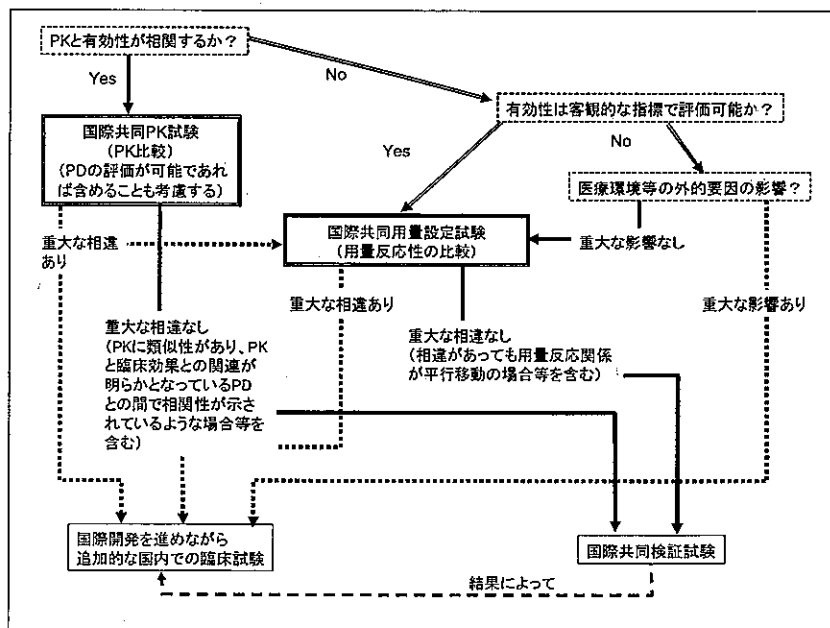 PKと有効性が相関するか？
Yes
No
有効性は客観的な指標で評価可能か？
国際共同PK試験
(PK比較)
(PDの評価が可能であれ
ば含めることも考慮する)
Yes
No
医療環境等の外的要因の影響？
重大な相違
あり
国際共同用量設定試験
(用量反応性の比較)
重大な影響なし
重大な相違あり
重大な影響あり
重大な相違なし
(PKに類似性があり、PK
と臨床効果との関連が
明らかとなっているPD
との間で相関性が示さ
れているような場合等を
含む)
重大な相違なし
(相違があっても用量反応関係
が平行移動の場合等を含む)
国際開発を進めながら
追加的な国内での臨床試験
国際共同検証試験
結果によって